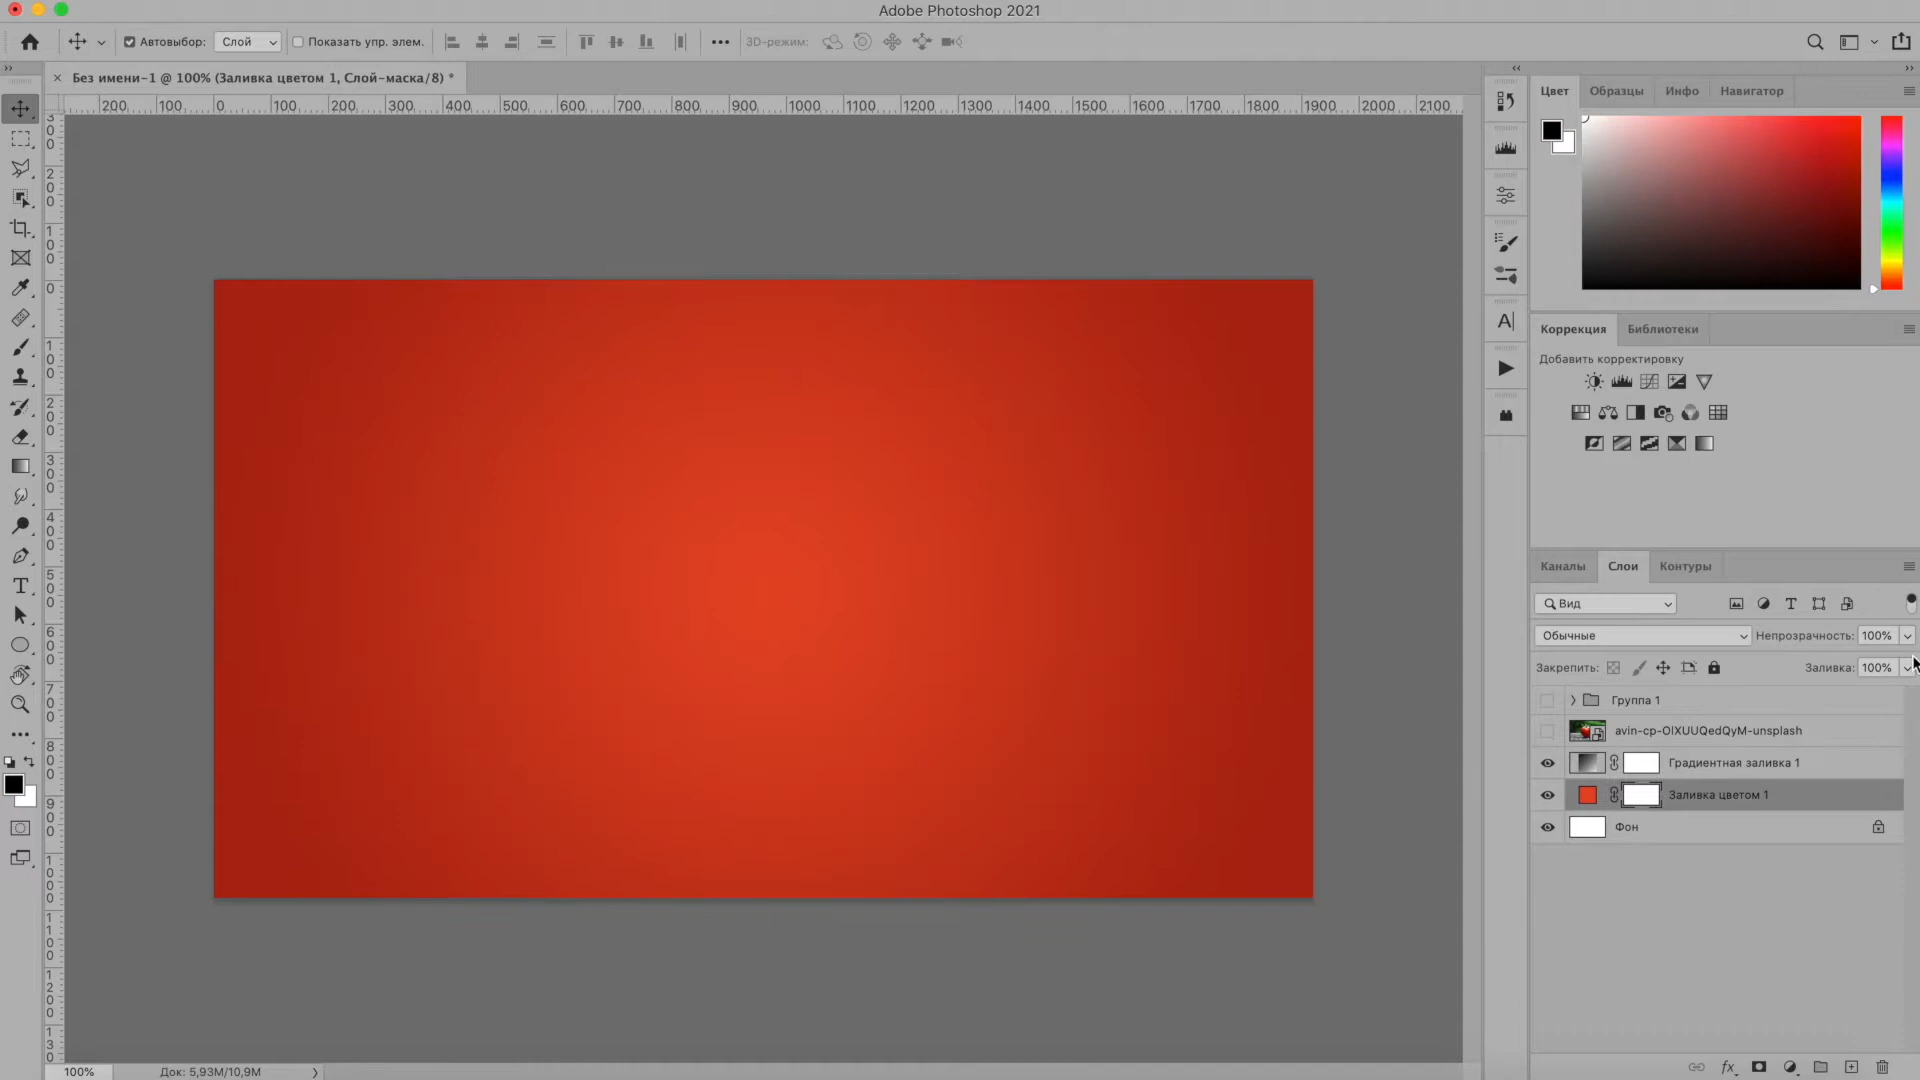 Adobe Photoshop 2021
Автовыбор: Слой Показать упр. элем. 3D-режим:
Без имени-1 @ 100% (Заливка цветом 1, Слой-маска/8) *
200 100 0 100 200 300 400 500 600 700 800 900 1000 1100 1200 1300 1400 1500 1600 1700 1800 1900 2000 2100
Цвет Образцы Инфо Навигатор
Коррекция Библиотеки
Добавить корректировку
Каналы Слои Контуры
Вид
Обычные Непрозрачность: 100%
Закрепить: Заливка: 100%
Группа 1
avin-cp-OlXUUQedQyM-unsplash
Градиентная заливка 1
Заливка цветом 1
Фон
fx
100% Док: 5,93M/10,9M